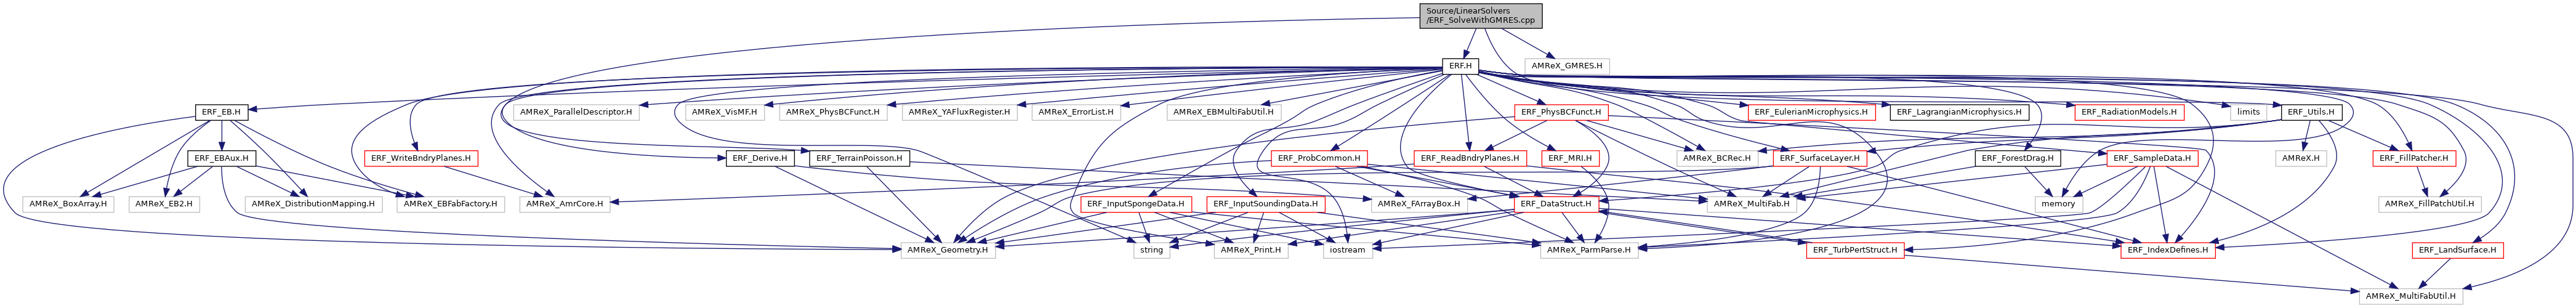 Source/LinearSolvers
/ERF_SolveWithGMRES.cpp
ERF.H
AMReX_GMRES.H
ERF_EB.H
AMReX_ParallelDescriptor.H
AMReX_VisMF.H
AMReX_PhysBCFunct.H
AMReX_YAFluxRegister.H
AMReX_ErrorList.H
AMReX_EBMultiFabUtil.H
ERF_PhysBCFunct.H
ERF_EulerianMicrophysics.H
ERF_LagrangianMicrophysics.H
ERF_RadiationModels.H
limits
ERF_Utils.H
ERF_EBAux.H
ERF_WriteBndryPlanes.H
ERF_Derive.H
ERF_TerrainPoisson.H
ERF_ProbCommon.H
ERF_ReadBndryPlanes.H
ERF_MRI.H
AMReX_BCRec.H
ERF_SurfaceLayer.H
ERF_ForestDrag.H
ERF_SampleData.H
AMReX.H
ERF_FillPatcher.H
AMReX_BoxArray.H
AMReX_EB2.H
AMReX_DistributionMapping.H
AMReX_EBFabFactory.H
AMReX_AmrCore.H
ERF_InputSpongeData.H
ERF_InputSoundingData.H
AMReX_FArrayBox.H
ERF_DataStruct.H
AMReX_MultiFab.H
memory
AMReX_FillPatchUtil.H
AMReX_Geometry.H
string
AMReX_Print.H
iostream
AMReX_ParmParse.H
ERF_TurbPertStruct.H
ERF_IndexDefines.H
ERF_LandSurface.H
AMReX_MultiFabUtil.H